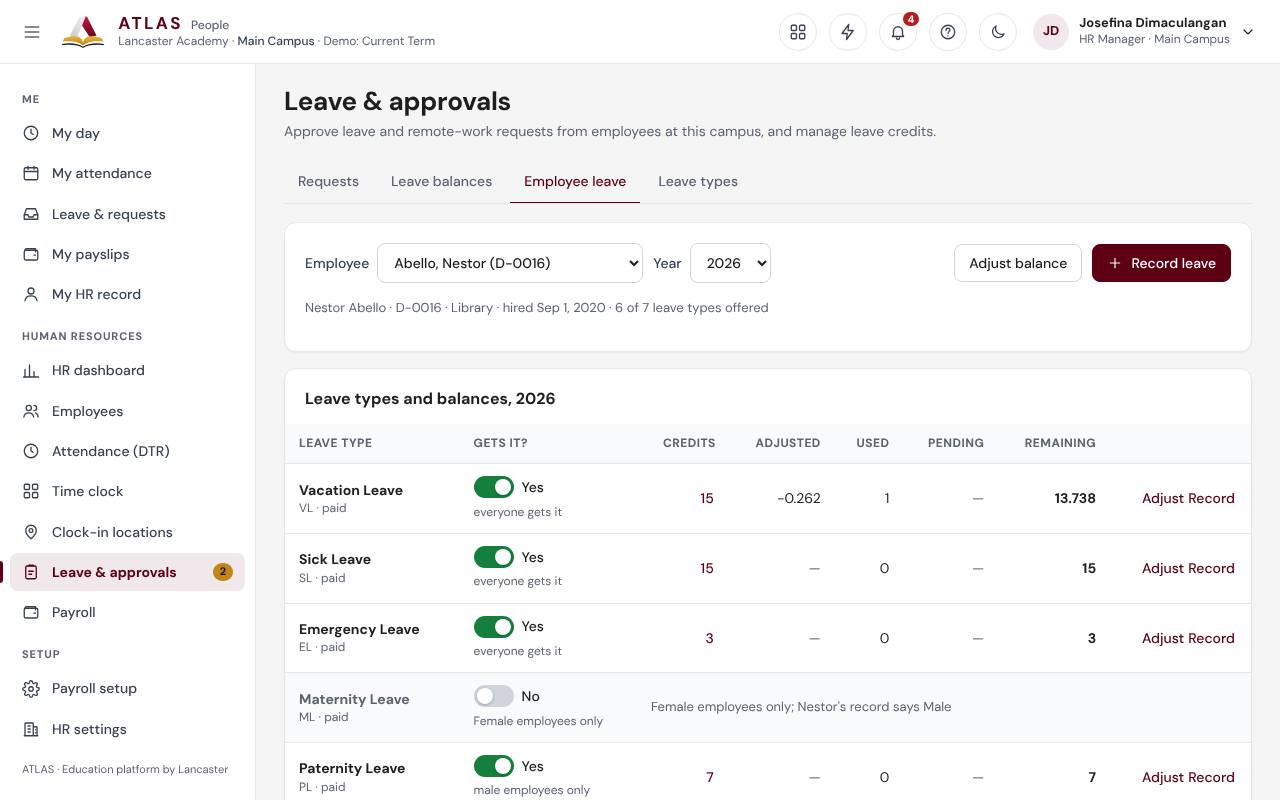 ATLAS People
Lancaster Academy · Main Campus · Demo: Current Term
4
JD
Josefina Dimaculangan
HR Manager · Main Campus
ME
My day
My attendance
Leave & requests
My payslips
My HR record
HUMAN RESOURCES
HR dashboard
Employees
Attendance (DTR)
Time clock
Clock-in locations
Leave & approvals 2
Payroll
SETUP
Payroll setup
HR settings
ATLAS · Education platform by Lancaster
Leave & approvals
Approve leave and remote-work requests from employees at this campus, and manage leave credits.
Requests Leave balances Employee leave Leave types
Employee Abello, Nestor (D-0016) Year 2026 Adjust balance + Record leave
Nestor Abello · D-0016 · Library · hired Sep 1, 2020 · 6 of 7 leave types offered
Leave types and balances, 2026
LEAVE TYPE GETS IT? CREDITS ADJUSTED USED PENDING REMAINING
Vacation Leave Yes 15 -0.262 1 — 13.738 Adjust Record
VL · paid everyone gets it
Sick Leave Yes 15 — 0 — 15 Adjust Record
SL · paid everyone gets it
Emergency Leave Yes 3 — 0 — 3 Adjust Record
EL · paid everyone gets it
Maternity Leave No Female employees only; Nestor's record says Male
ML · paid Female employees only
Paternity Leave Yes 7 — 0 — 7 Adjust Record
PL · paid male employees only